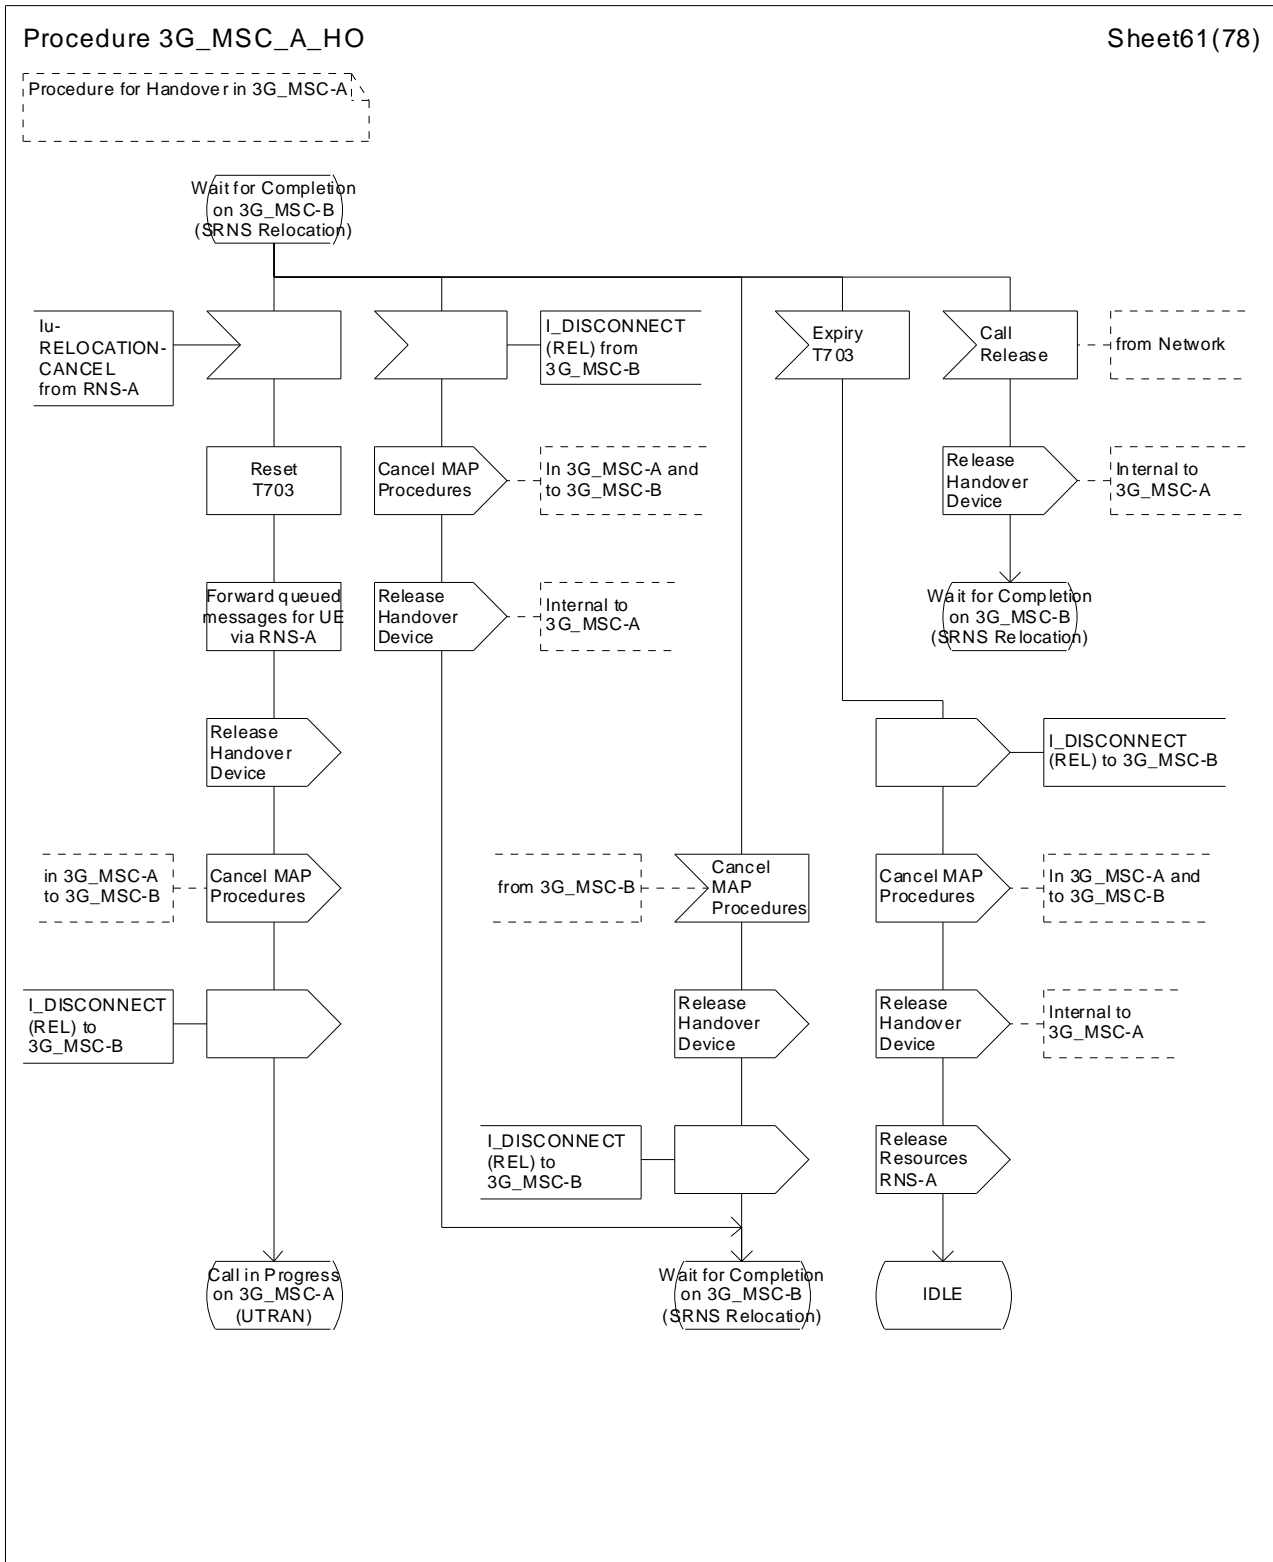 Procedure 3G_MSC_A_HO
Sheet61(78)
Procedure for Handover in 3G_MSC-A
Wait for Completion
on 3G_MSC-B
(SRNS Relocation)
Iu-
RELOCATION-
CANCEL
from RNS-A
I_DISCONNECT
(REL) from
3G_MSC-B
Expiry
T703
Call
Release
from Network
Reset
T703
Cancel MAP
Procedures
In 3G_MSC-A and
to 3G_MSC-B
Release
Handover
Device
Internal to
3G_MSC-A
Forward queued
messages for UE
via RNS-A
Release
Handover
Device
Internal to
3G_MSC-A
Wait for Completion
on 3G_MSC-B
(SRNS Relocation)
Release
Handover
Device
I_DISCONNECT
(REL) to 3G_MSC-B
in 3G_MSC-A
to 3G_MSC-B
Cancel MAP
Procedures
from 3G_MSC-B
Cancel
MAP
Procedures
Cancel MAP
Procedures
In 3G_MSC-A and
to 3G_MSC-B
I_DISCONNECT
(REL) to
3G_MSC-B
Release
Handover
Device
Release
Handover
Device
Internal to
3G_MSC-A
I_DISCONNECT
(REL) to
3G_MSC-B
Release
Resources
RNS-A
Call in Progress
on 3G_MSC-A
(UTRAN)
Wait for Completion
on 3G_MSC-B
(SRNS Relocation)
IDLE